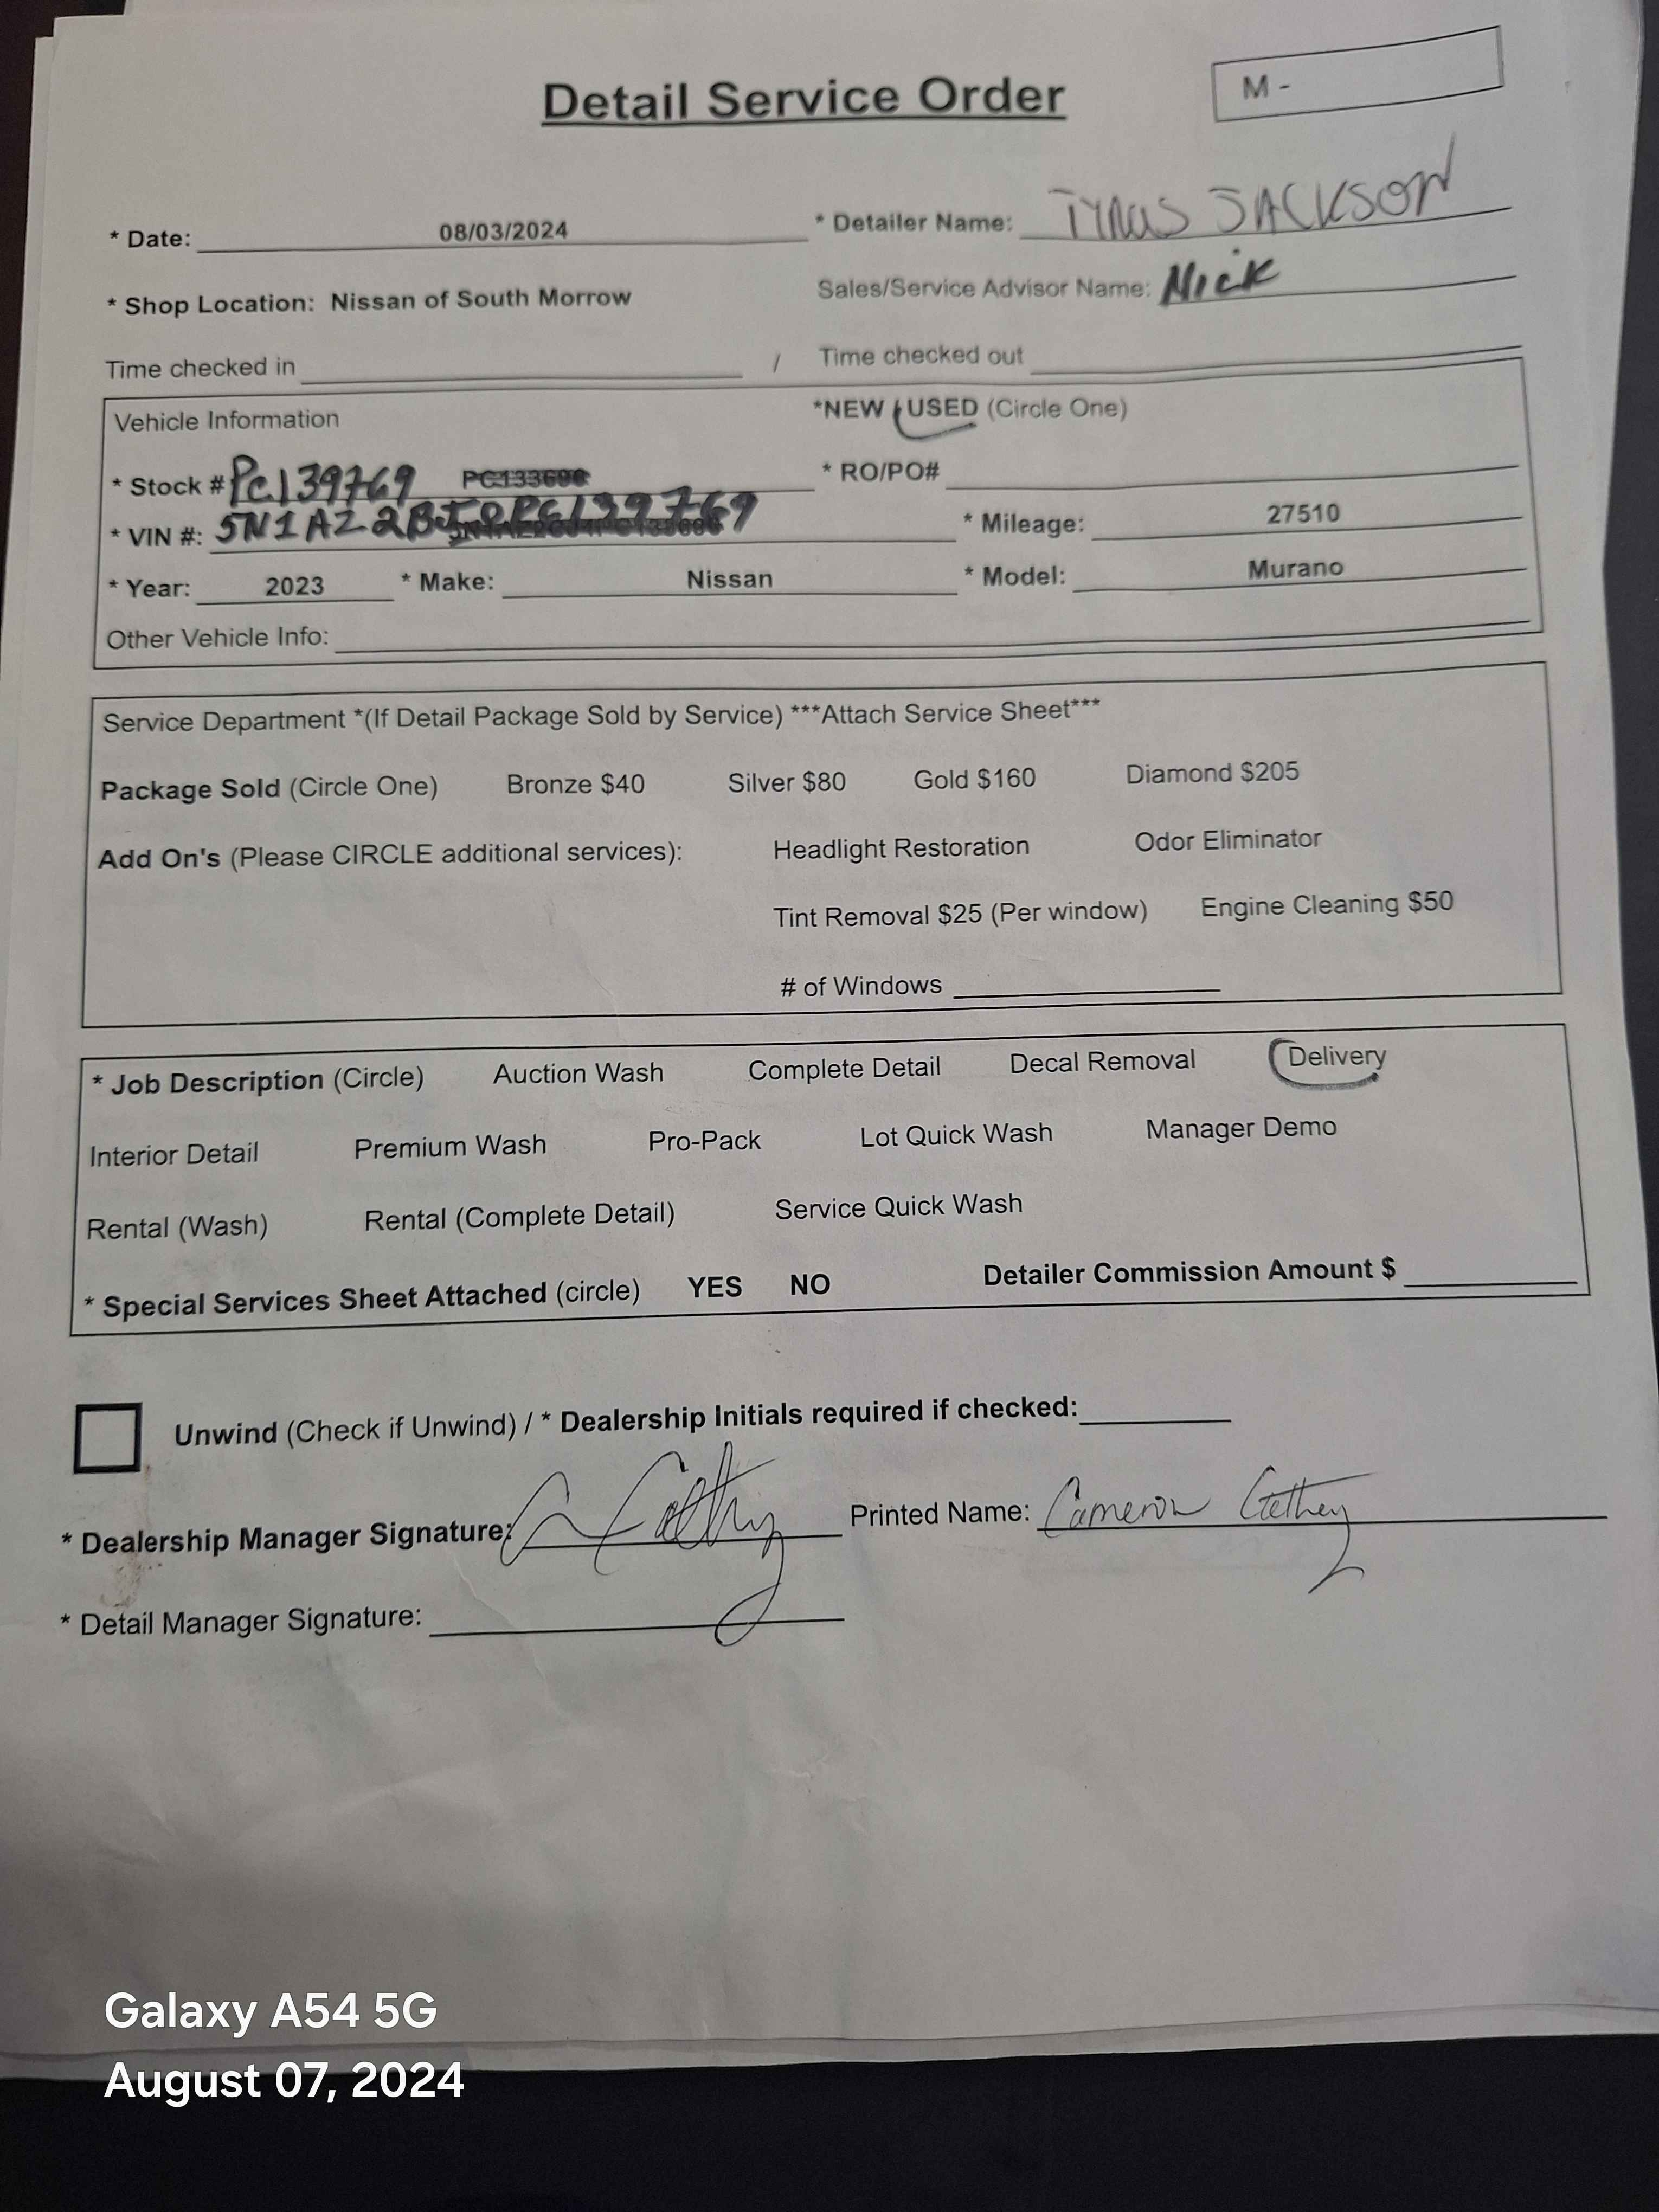 Detail Service Order
M -
* Date: 08/03/2024 * Detailer Name: TYRUS JACKSON
* Shop Location: Nissan of South Morrow Sales/Service Advisor Name: Nick
Time checked in / Time checked out
Vehicle Information *NEW / USED (Circle One)
* Stock # PC139769 PC133690 * RO/PO#
* VIN #: 5N1AZ2BJ0PC139769 * Mileage: 27510
* Year: 2023 * Make: Nissan * Model: Murano
Other Vehicle Info:
Service Department *(If Detail Package Sold by Service) ***Attach Service Sheet***
Package Sold (Circle One) Bronze $40 Silver $80 Gold $160 Diamond $205
Add On's (Please CIRCLE additional services): Headlight Restoration Odor Eliminator
Tint Removal $25 (Per window) Engine Cleaning $50
# of Windows
* Job Description (Circle) Auction Wash Complete Detail Decal Removal Delivery
Interior Detail Premium Wash Pro-Pack Lot Quick Wash Manager Demo
Rental (Wash) Rental (Complete Detail) Service Quick Wash
* Special Services Sheet Attached (circle) YES NO Detailer Commission Amount $
Unwind (Check if Unwind) / * Dealership Initials required if checked:
* Dealership Manager Signature: Printed Name: Cameron Cathey
* Detail Manager Signature:
Galaxy A54 5G
August 07, 2024